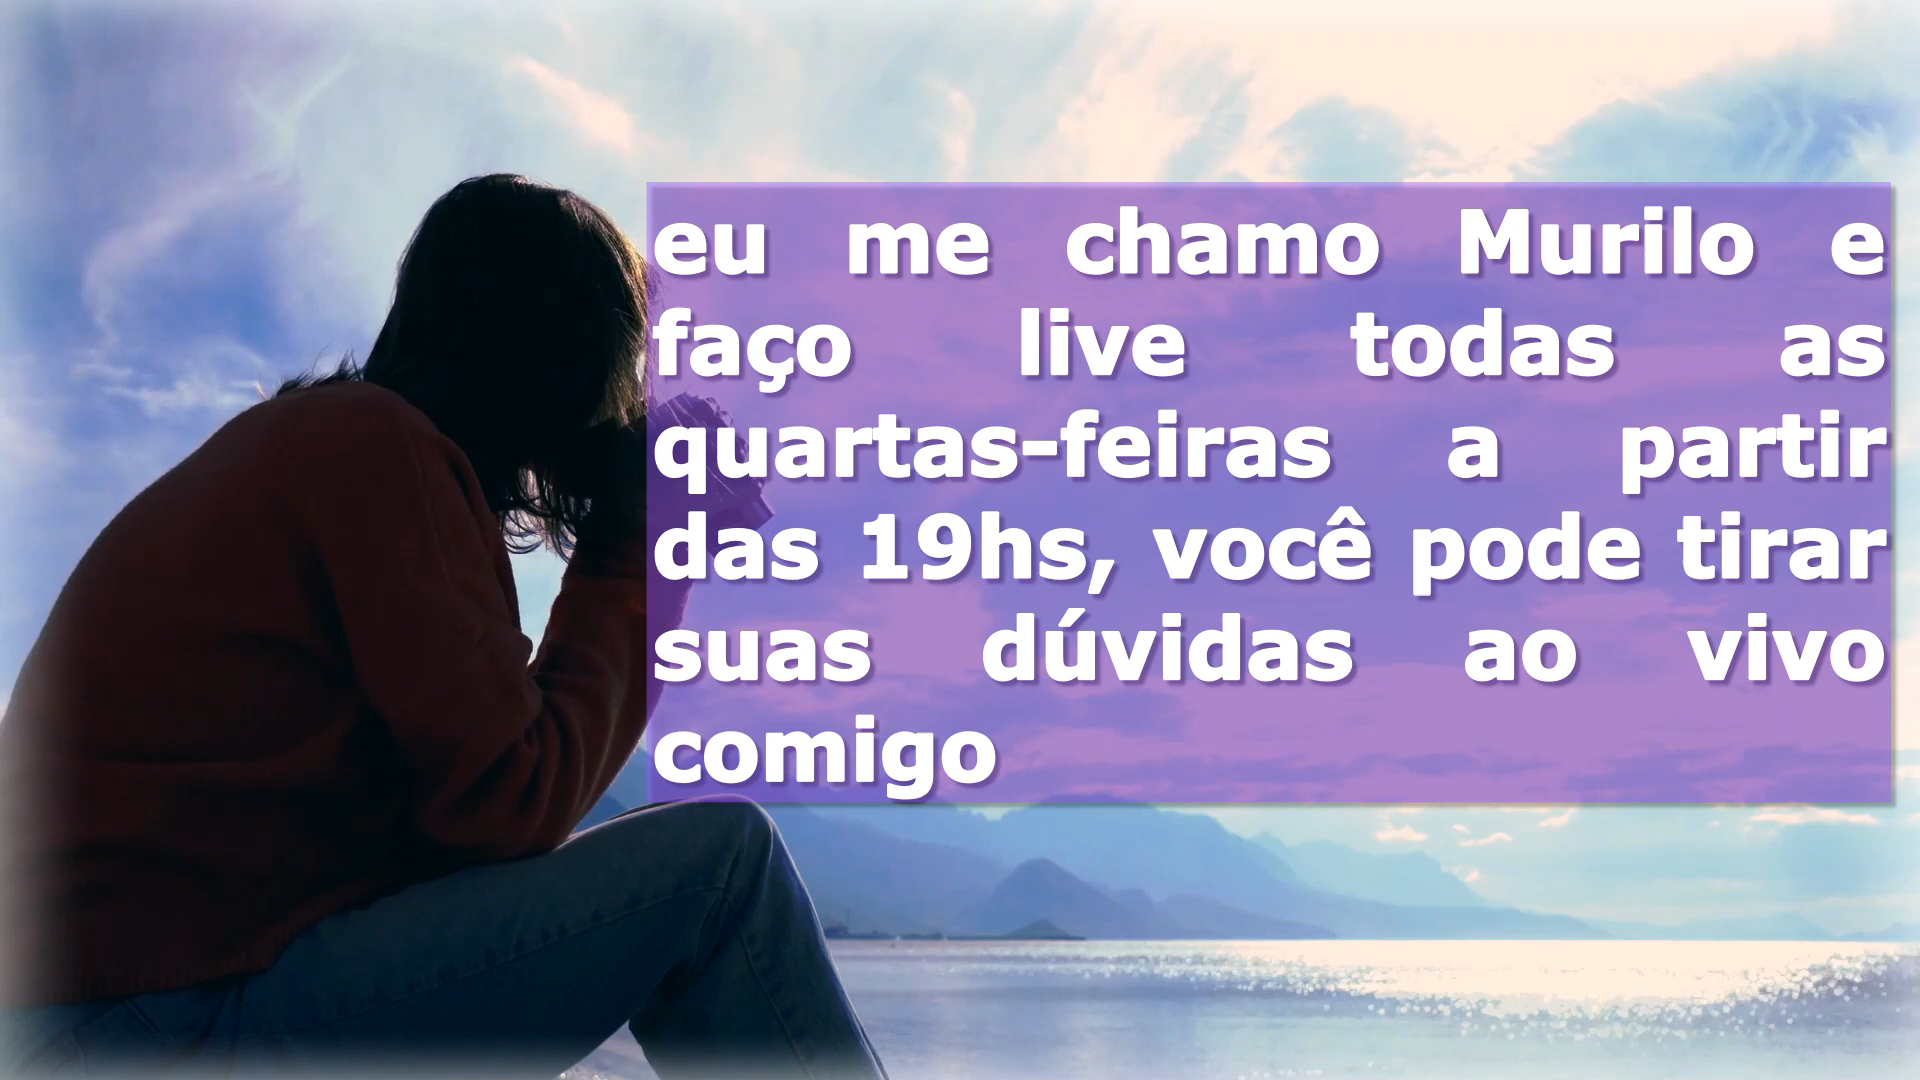 eu me chamo Murilo e
faço live todas as
quartas-feiras a partir
das 19hs, você pode tirar
suas dúvidas ao vivo
comigo